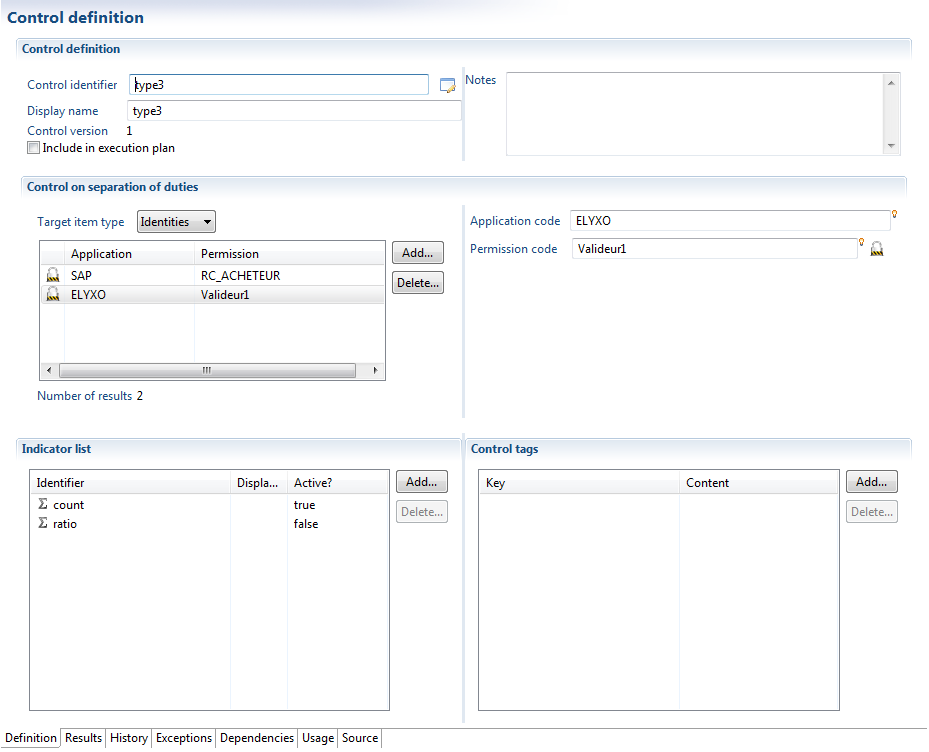 Control definition
Control definition
Control identifier type3
Notes
Display name type3
Control version 1
Include in execution plan
Control on separation of duties
Target item type Identities
Application code ELYXO
Permission code Valideur1
Application Permission Add...
SAP RC_ACHETEUR
ELYXO Valideur1 Delete...
Number of results 2
Indicator list
Identifier Displa... Active? Add...
count true
ratio false Delete...
Control tags
Key Content Add...
Delete...
Definition Results History Exceptions Dependencies Usage Source